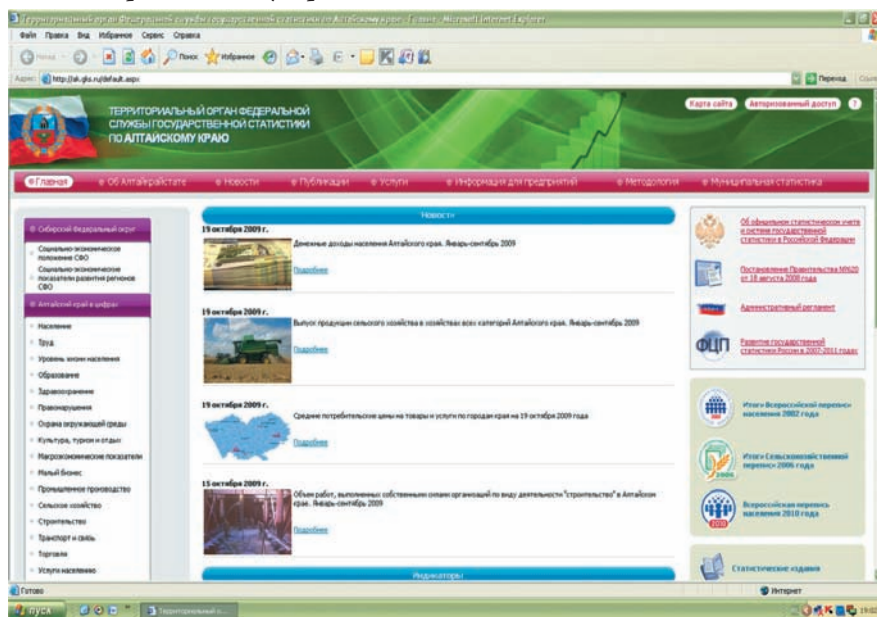 Территориальный орган Федеральной службы государственной статистики по Алтайскому краю - Главная - Microsoft Internet Explorer
Файл Правка Вид Избранное Сервис Справка
Назад Поиск Избранное
Адрес: http://ak.gks.ru/default.aspx Переход
ТЕРРИТОРИАЛЬНЫЙ ОРГАН ФЕДЕРАЛЬНОЙ
СЛУЖБЫ ГОСУДАРСТВЕННОЙ СТАТИСТИКИ
ПО АЛТАЙСКОМУ КРАЮ
Карта сайта Авторизованный доступ ?
Главная Об Алтайкрайстате Новости Публикации Услуги Информация для предприятий Методология Муниципальная статистика
Сибирский Федеральный округ
Социально-экономическое
положение СФО
Социально-экономические
показатели развития регионов
СФО
Алтайский край в цифрах
Население
Труд
Уровень жизни населения
Образование
Здравоохранение
Правонарушения
Охрана окружающей среды
Культура, туризм и отдых
Макроэкономические показатели
Малый бизнес
Промышленное производство
Сельское хозяйство
Строительство
Транспорт и связь
Торговля
Услуги населению
Новости
19 октября 2009 г.
Денежные доходы населения Алтайского края. Январь-сентябрь 2009
Подробнее
19 октября 2009 г.
Выпуск продукции сельского хозяйства в хозяйствах всех категорий Алтайского края. Январь-сентябрь 2009
Подробнее
19 октября 2009 г.
Средние потребительские цены на товары и услуги по городам края на 19 октября 2009 года
Подробнее
15 октября 2009 г.
Объем работ, выполненных собственными силами организаций по виду деятельности "строительство" в Алтайском
крае. Январь-сентябрь 2009
Подробнее
Индикаторы
Об официальном статистическом учете
и системе государственной
статистики в Российской Федерации
Постановление Правительства №620
от 18 августа 2008 года
Административный регламент
ФЦП
Развитие государственной
статистики России в 2007-2011 годах
Итоги Всероссийской переписи
населения 2002 года
2006
Итоги Сельскохозяйственной
переписи 2006 года
2010
Всероссийская перепись
населения 2010 года
Статистические издания
Готово Интернет
пуск Территориальный о... 19:02